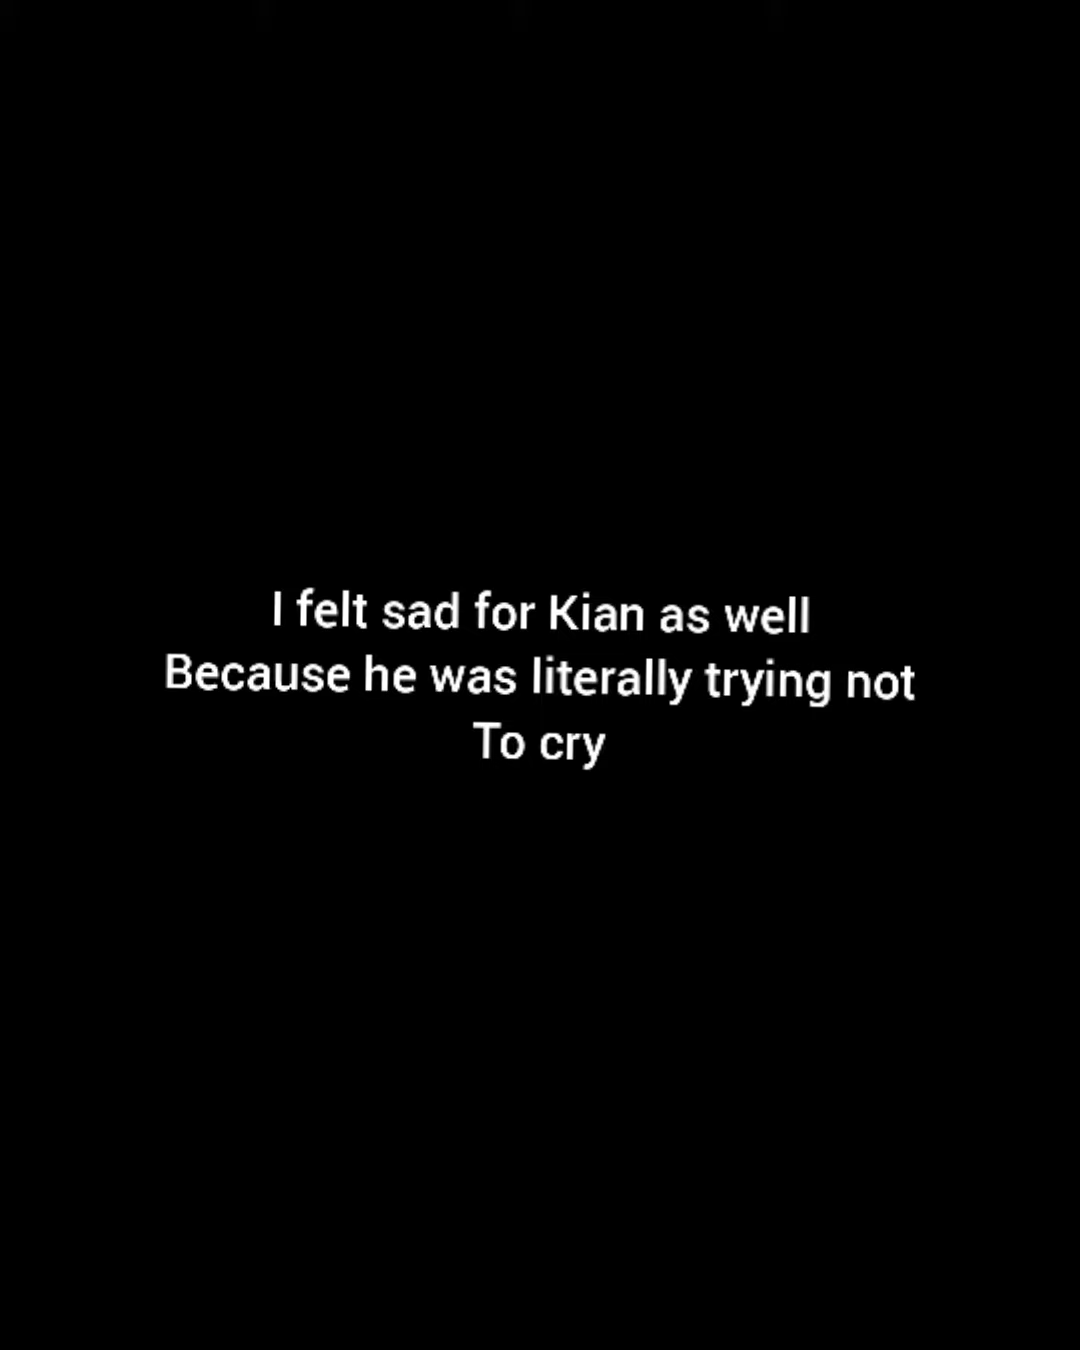 I felt sad for Kian as well
Because he was literally trying not
To cry